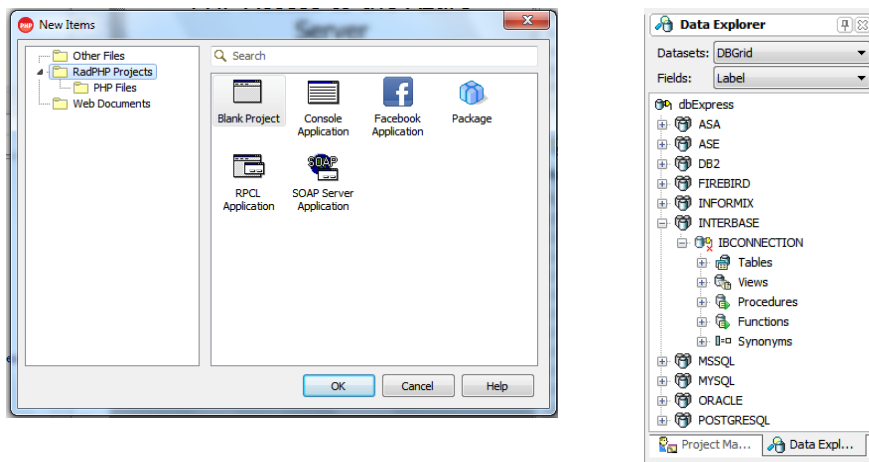 Server
New Items
Other Files
RadPHP Projects
PHP Files
Web Documents
Search
Blank Project
Console
Application
Facebook
Application
Package
RPCL
Application
SOAP
SOAP Server
Application
OK
Cancel
Help
Data Explorer
Datasets: DBGrid
Fields: Label
dbExpress
ASA
ASE
DB2
FIREBIRD
INFORMIX
INTERBASE
IBCONNECTION
Tables
Views
Procedures
Functions
Synonyms
MSSQL
MYSQL
ORACLE
POSTGRESQL
Project Ma...
Data Expl...